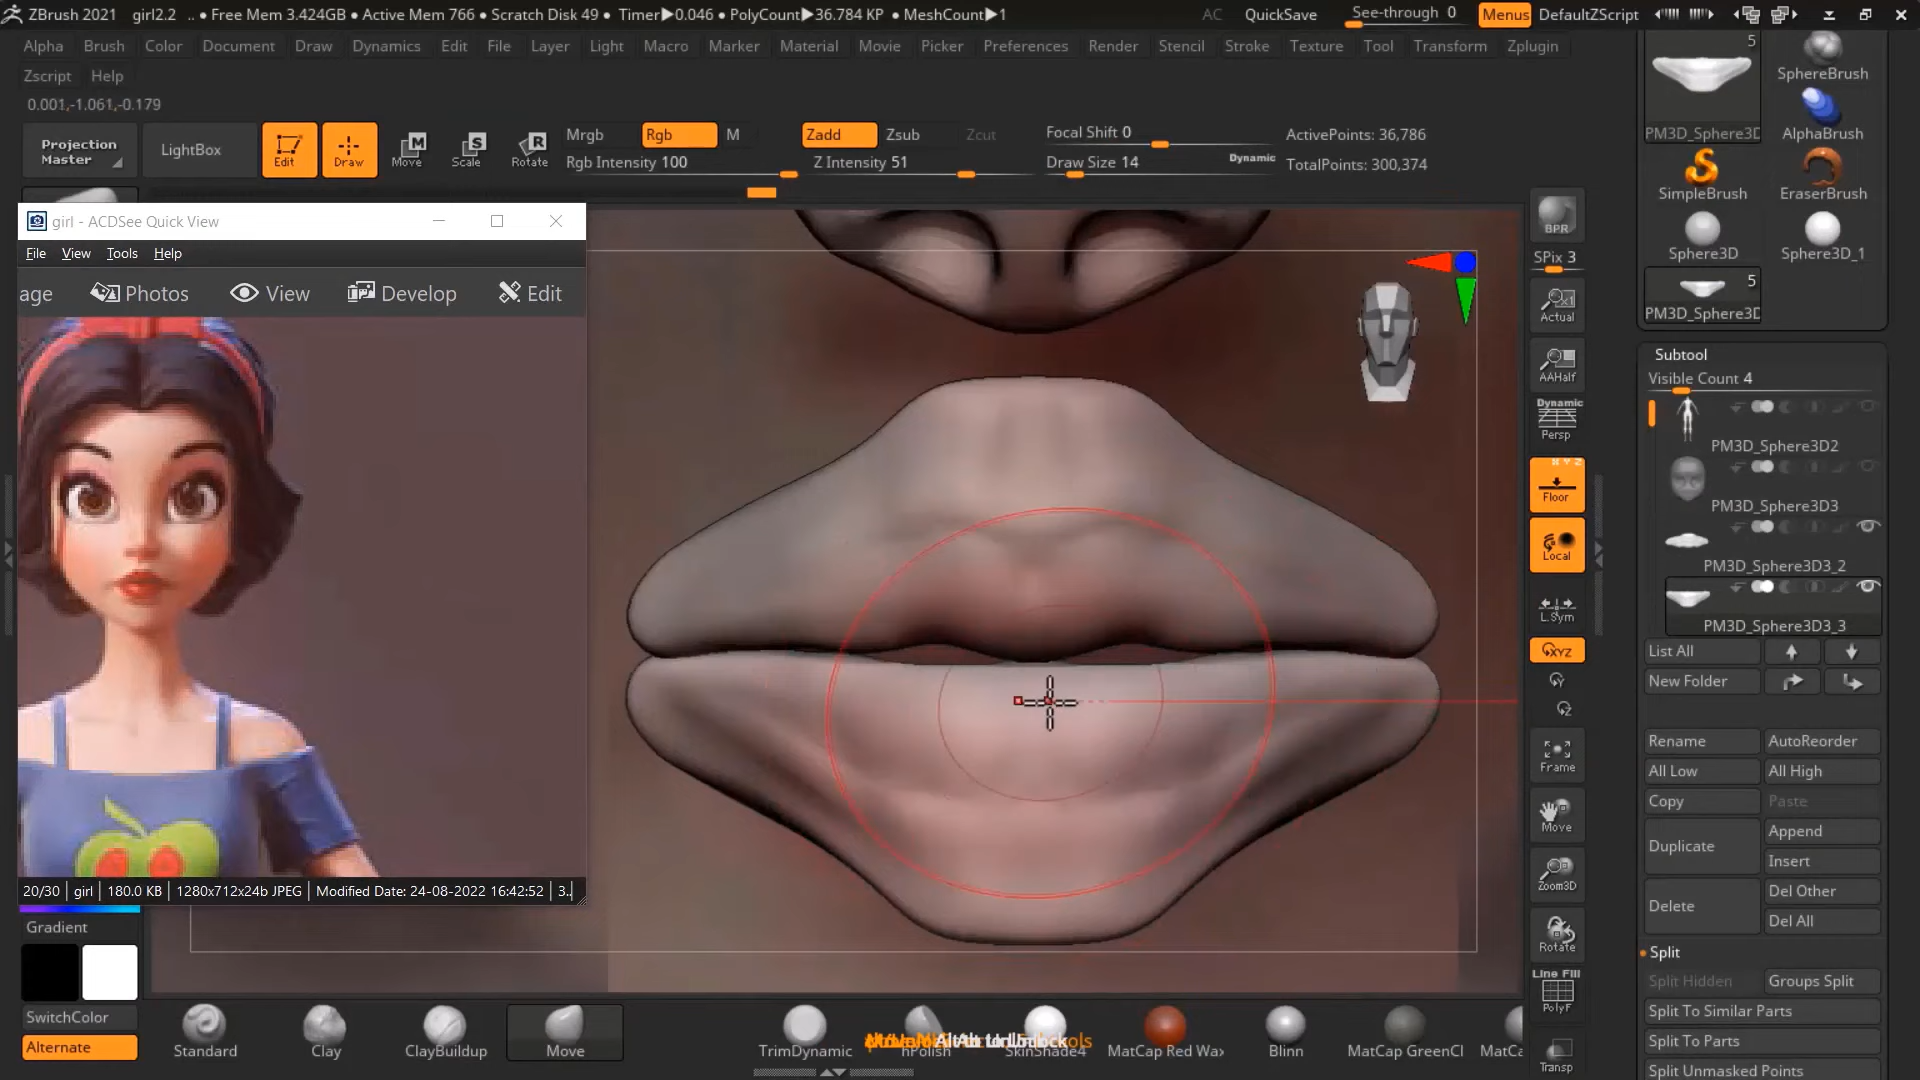 ZBrush 2021 girl2.2 .. • Free Mem 3.424GB • Active Mem 766 • Scratch Disk 49 • Timer▶0.046 • PolyCount▶36.784 KP • MeshCount▶1 AC QuickSave See-through 0 Menus DefaultZScript
Alpha Brush Color Document Draw Dynamics Edit File Layer Light Macro Marker Material Movie Picker Preferences Render Stencil Stroke Texture Tool Transform Zplugin
Zscript Help
0.001,-1.061,-0.179
Projection Master LightBox Edit Draw Move Scale Rotate
Mrgb Rgb M Zadd Zsub Zcut Focal Shift 0 ActivePoints: 36,786
Rgb Intensity 100 Z Intensity 51 Draw Size 14 Dynamic TotalPoints: 300,374
girl - ACDSee Quick View
File View Tools Help
age Photos View Develop Edit
20/30 girl 180.0 KB 1280x712x24b JPEG Modified Date: 24-08-2022 16:42:52 3..
Gradient
SwitchColor
Alternate
Standard Clay ClayBuildup Move TrimDynamic hPolish SkinShade4 MatCap Red Wax Blinn MatCap GreenCl MatCa
BPR
SPix 3
Actual
AAHalf
Dynamic
Persp
X Y Z
Floor
Local
L.Sym
XYZ
Y
Z
Frame
Move
Zoom3D
Rotate
Line Fill
PolyF
Transp
5
SphereBrush
PM3D_Sphere3D AlphaBrush
SimpleBrush EraserBrush
Sphere3D Sphere3D_1
5
PM3D_Sphere3D
Subtool
Visible Count 4
PM3D_Sphere3D2
PM3D_Sphere3D3
PM3D_Sphere3D3_2
PM3D_Sphere3D3_3
List All
New Folder
Rename AutoReorder
All Low All High
Copy Paste
Duplicate Append
Insert
Delete Del Other
Del All
Split
Split Hidden Groups Split
Split To Similar Parts
Split To Parts
Split Unmasked Points